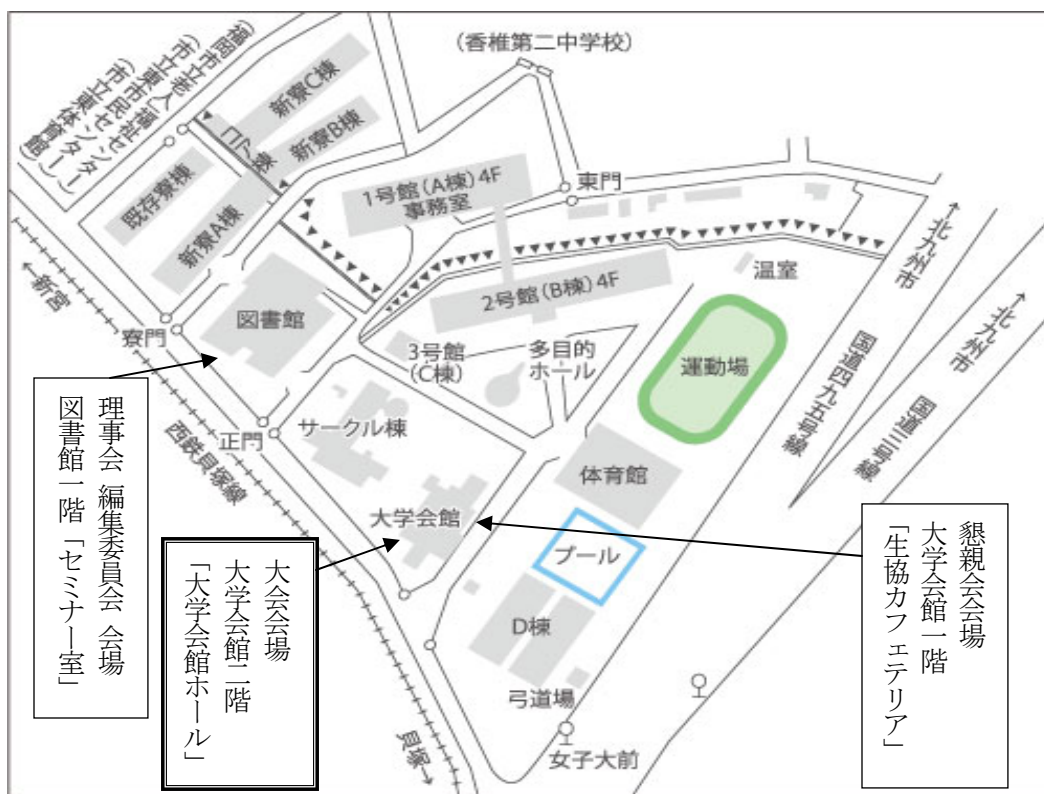 (香椎第二中学校)
(福岡市立老人福祉センター)
(市立東市民センター)
(市立東体育館)
新寮C棟
コア棟
新寮B棟
既存寮棟
新寮A棟
1号館(A棟)4F
事務室
東門
←新宮
寮門
図書館
2号館(B棟)4F
温室
↑北九州市
↑北九州市
3号館
(C棟)
多目的
ホール
運動場
国道四九五号線
国道三号線
正門
西鉄貝塚線
サークル棟
体育館
大学会館
プール
D棟
弓道場
女子大前
貝塚→
理事会 編集委員会 会場
図書館一階「セミナー室」
大会会場
大学会館二階
「大学会館ホール」
懇親会会場
大学会館一階
「生協カフェテリア」